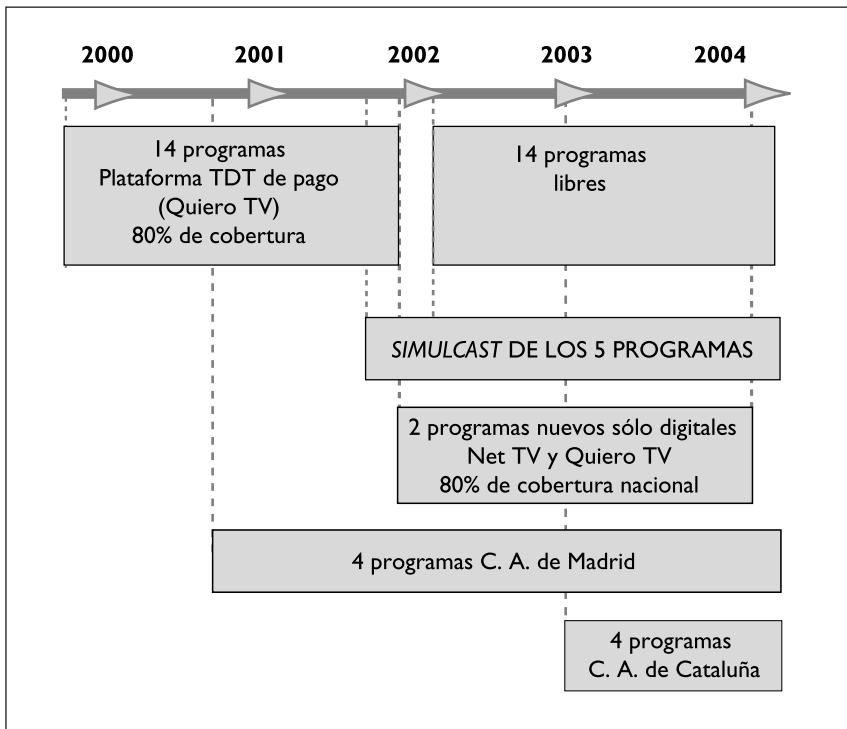 2000 2001 2002 2003 2004
14 programas
Plataforma TDT de pago
(Quiero TV)
80% de cobertura
14 programas
libres
SIMULCAST DE LOS 5 PROGRAMAS
2 programas nuevos sólo digitales
Net TV y Quiero TV
80% de cobertura nacional
4 programas C. A. de Madrid
4 programas
C. A. de Cataluña